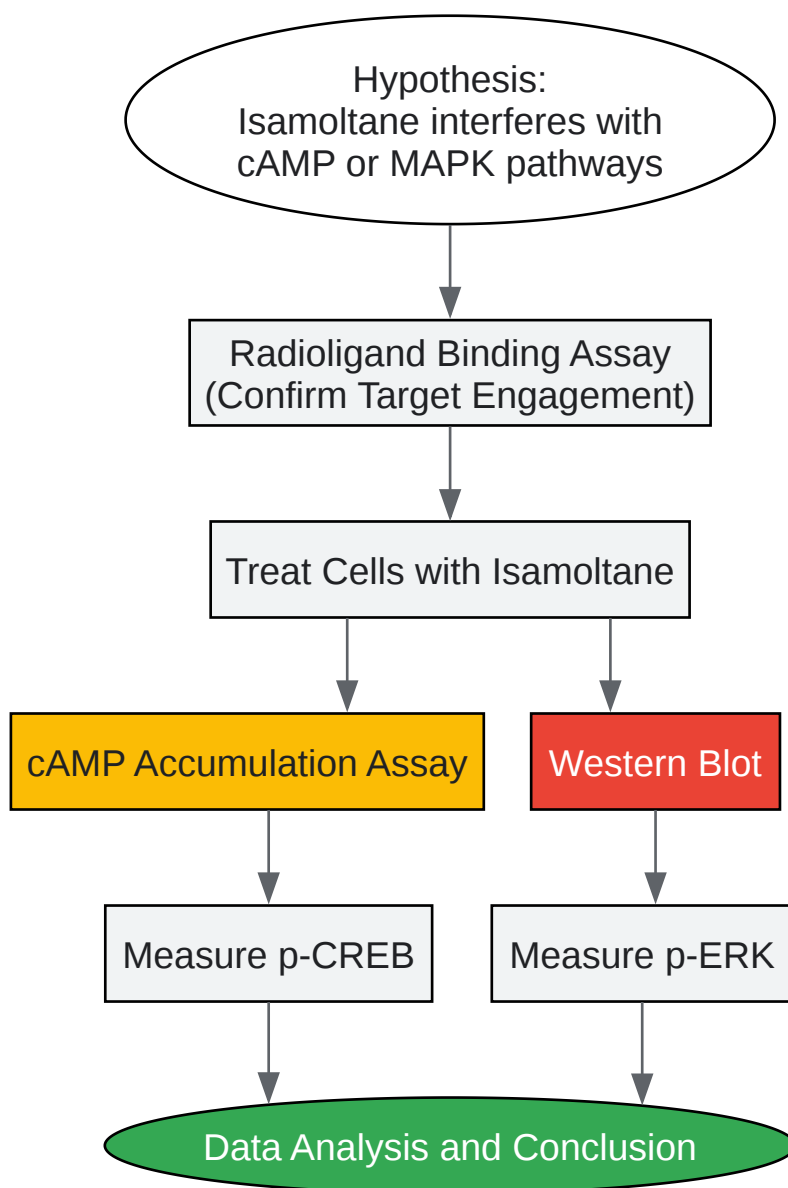 Hypothesis:
Isamoltane interferes with
cAMP or MAPK pathways
Radioligand Binding Assay
(Confirm Target Engagement)
Treat Cells with Isamoltane
cAMP Accumulation Assay
Western Blot
Measure p-CREB
Measure p-ERK
Data Analysis and Conclusion